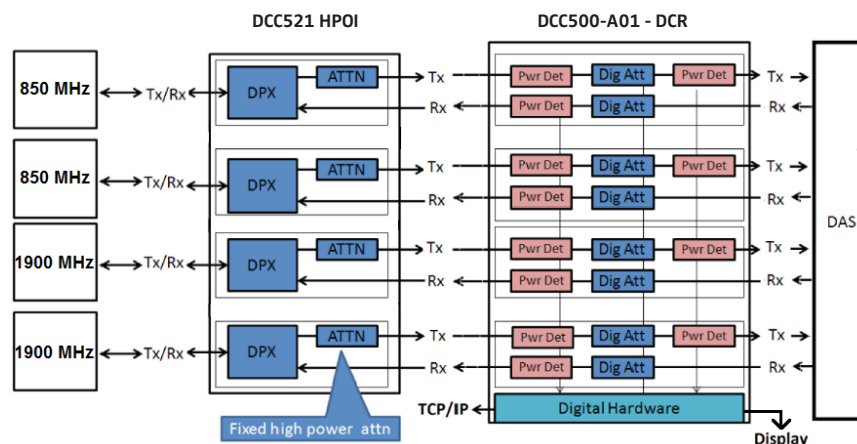 DCC521 HPOI
DCC500-A01 - DCR
850 MHz
Tx/Rx
DPX
ATTN
Tx
Rx
Pwr Det
Dig Att
Pwr Det
Pwr Det
Dig Att
Tx
Rx
850 MHz
Tx/Rx
DPX
ATTN
Tx
Rx
Pwr Det
Dig Att
Pwr Det
Pwr Det
Dig Att
Tx
Rx
1900 MHz
Tx/Rx
DPX
ATTN
Tx
Rx
Pwr Det
Dig Att
Pwr Det
Pwr Det
Dig Att
Tx
Rx
1900 MHz
Tx/Rx
DPX
ATTN
Tx
Rx
Pwr Det
Dig Att
Pwr Det
Pwr Det
Dig Att
Tx
Rx
DAS
Fixed high power attn
TCP/IP
Digital Hardware
Display